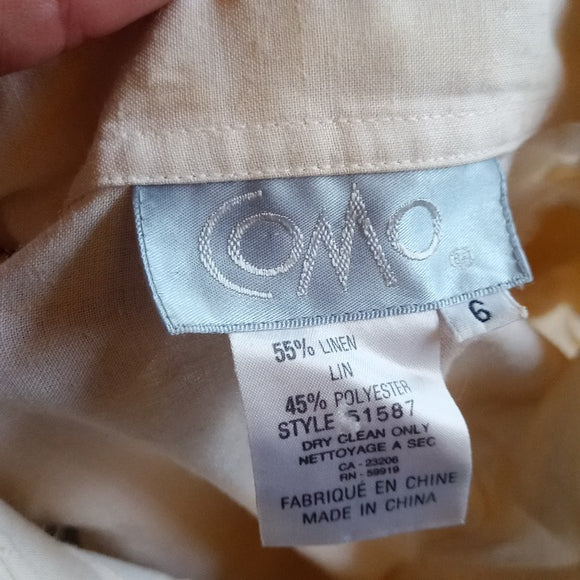 COMO
6
55% LINEN
LIN
45% POLYESTER
STYLE 51587
DRY CLEAN ONLY
NETTOYAGE A SEC
CA - 23206
RN - 59919
FABRIQUÉ EN CHINE
MADE IN CHINA